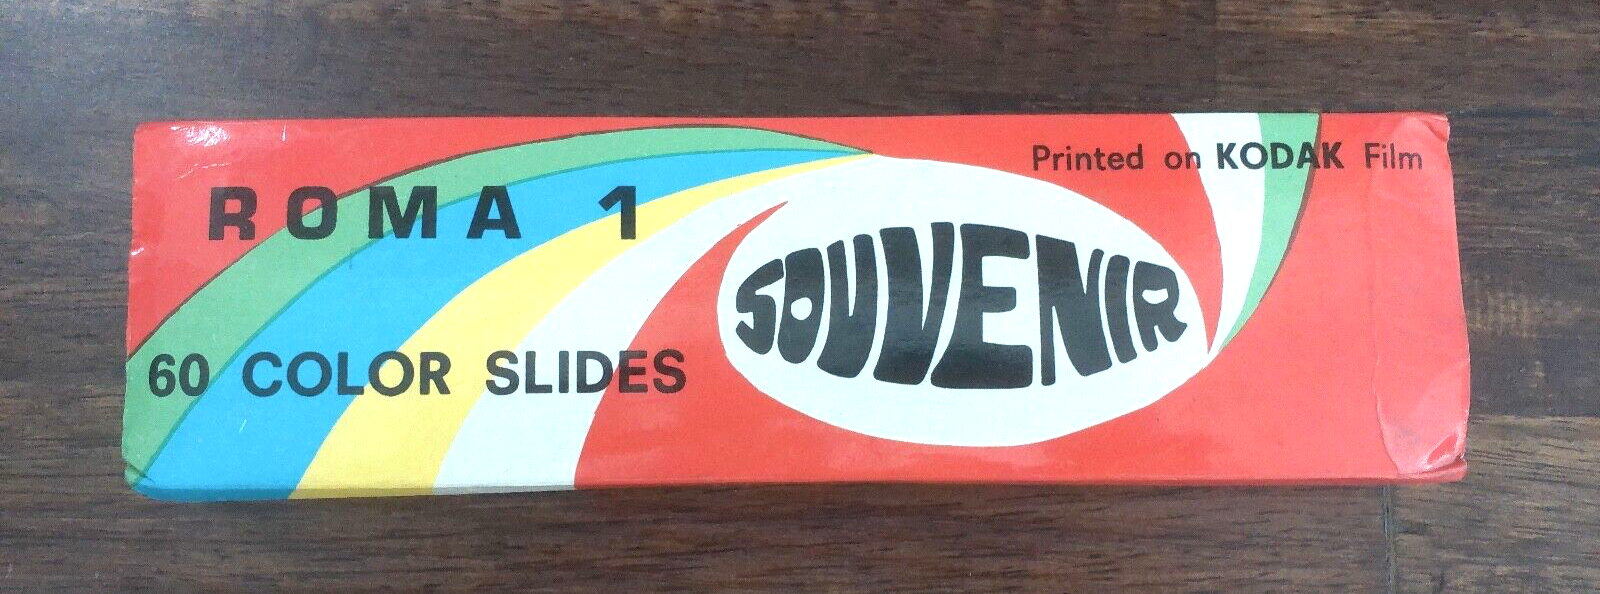 Printed on KODAK Film
ROMA 1
SOUVENIR
60 COLOR SLIDES